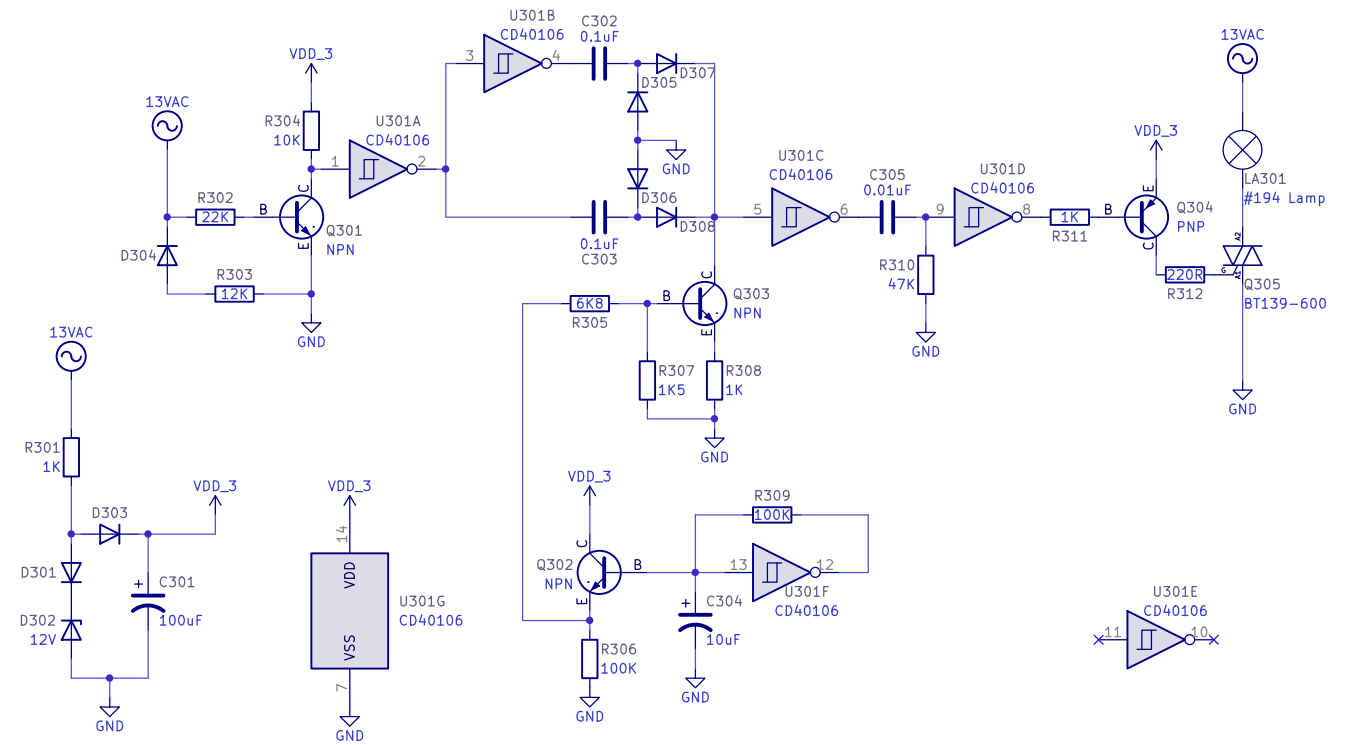 U301B
CD40106
3
4
C302
0.1uF
D307
D305
GND
D306
D308
0.1uF
C303
VDD_3
R304
10K
13VAC
R302
22K
B
C
E
Q301
NPN
D304
R303
12K
GND
U301A
CD40106
1
2
U301C
CD40106
5
6
C305
0.01uF
R310
47K
GND
U301D
CD40106
9
8
1K
R311
VDD_3
B
E
C
Q304
PNP
220R
R312
13VAC
LA301
#194 Lamp
A2
G
A1
Q305
BT139-600
GND
6K8
R305
B
C
E
Q303
NPN
R307
1K5
R308
1K
GND
13VAC
R301
1K
D303
VDD_3
D301
D302
12V
+
C301
100uF
GND
VDD_3
14
VDD
VSS
7
U301G
CD40106
GND
VDD_3
Q302
NPN
C
B
E
R306
100K
GND
R309
100K
13
12
U301F
CD40106
+
C304
10uF
GND
U301E
CD40106
11
10